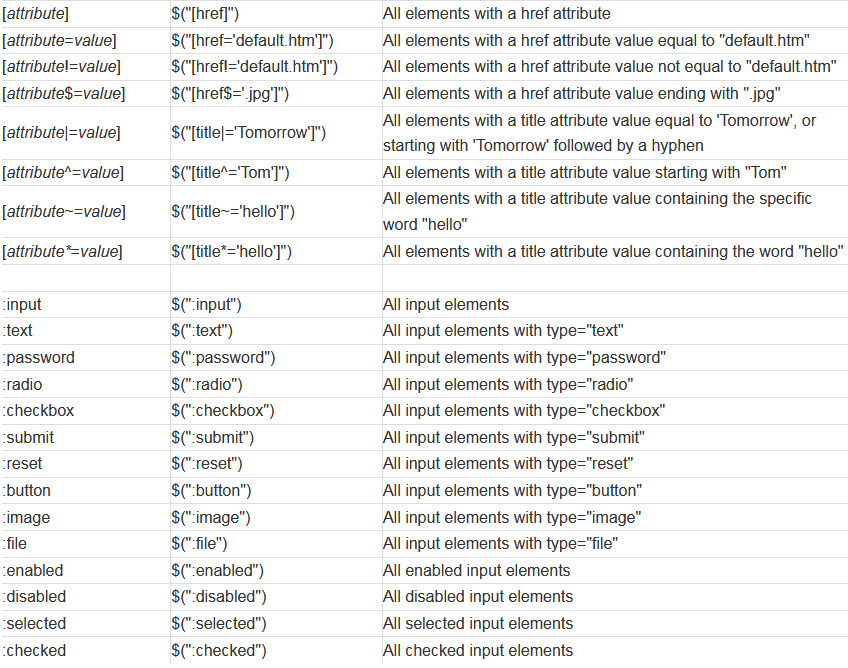 [attribute] $("[href]") All elements with a href attribute
[attribute=value] $("[href='default.htm']") All elements with a href attribute value equal to "default.htm"
[attribute!=value] $("[href!='default.htm']") All elements with a href attribute value not equal to "default.htm"
[attribute$=value] $("[href$='.jpg']") All elements with a href attribute value ending with ".jpg"
[attribute|=value] $("[title|='Tomorrow']") All elements with a title attribute value equal to 'Tomorrow', or
starting with 'Tomorrow' followed by a hyphen
[attribute^=value] $("[title^='Tom']") All elements with a title attribute value starting with "Tom"
[attribute~=value] $("[title~='hello']") All elements with a title attribute value containing the specific
word "hello"
[attribute*=value] $("[title*='hello']") All elements with a title attribute value containing the word "hello"
:input $(":input") All input elements
:text $(":text") All input elements with type="text"
:password $(":password") All input elements with type="password"
:radio $(":radio") All input elements with type="radio"
:checkbox $(":checkbox") All input elements with type="checkbox"
:submit $(":submit") All input elements with type="submit"
:reset $(":reset") All input elements with type="reset"
:button $(":button") All input elements with type="button"
:image $(":image") All input elements with type="image"
:file $(":file") All input elements with type="file"
:enabled $(":enabled") All enabled input elements
:disabled $(":disabled") All disabled input elements
:selected $(":selected") All selected input elements
:checked $(":checked") All checked input elements